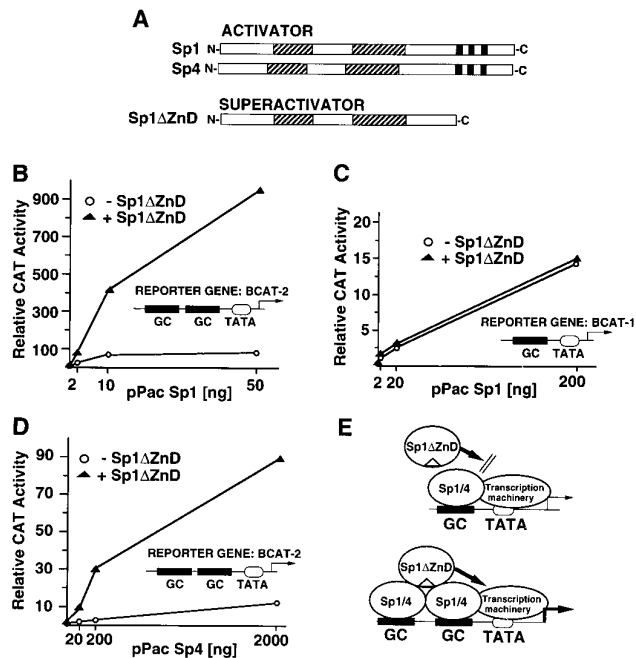 A
ACTIVATOR
Sp1 N- -C
Sp4 N- -C
SUPERACTIVATOR
Sp1ΔZnD N- -C
B
Relative CAT Activity
900
700
500
300
100
- Sp1ΔZnD
+ Sp1ΔZnD
REPORTER GENE: BCAT-2
GC GC TATA
2 10 50
pPac Sp1 [ng]
C
Relative CAT Activity
20
15
10
5
- Sp1ΔZnD
+ Sp1ΔZnD
REPORTER GENE: BCAT-1
GC TATA
2 20 200
pPac Sp1 [ng]
D
Relative CAT Activity
90
70
50
30
10
- Sp1ΔZnD
+ Sp1ΔZnD
REPORTER GENE: BCAT-2
GC GC TATA
20 200 2000
pPac Sp4 [ng]
E
Sp1ΔZnD
Sp1/4
Transcription
machinery
GC TATA
Sp1ΔZnD
Sp1/4 Sp1/4
Transcription
machinery
GC GC TATA